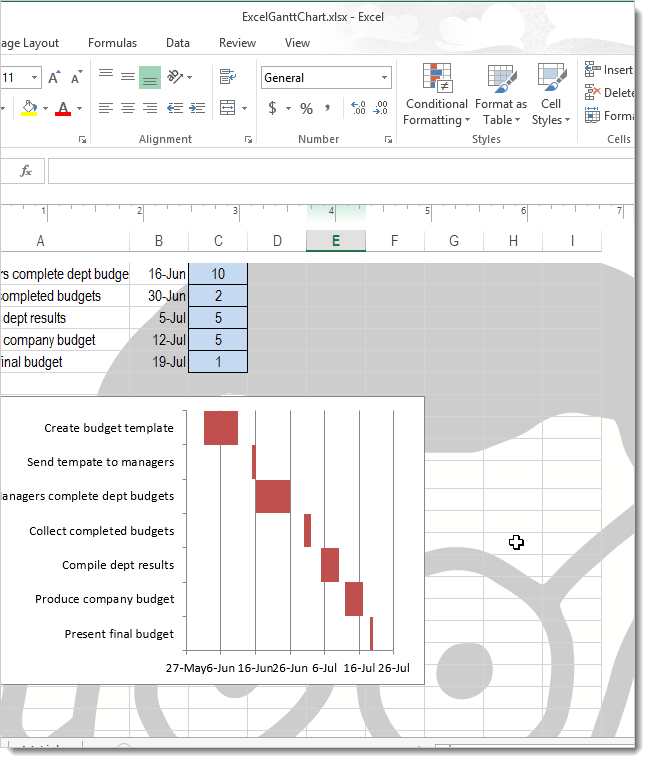 ExcelGanttChart.xlsx - Excel
age Layout Formulas Data Review View
11 A A General Conditional Formatting Format as Table Cell Styles Insert
$ % , .0 .00 .00 .0 Delete
Forma
Alignment Number Styles Cells
fx
1 2 3 4 5 6 7
A B C D E F G H I
rs complete dept budge 16-Jun 10
ompleted budgets 30-Jun 2
dept results 5-Jul 5
company budget 12-Jul 5
inal budget 19-Jul 1
Create budget template
Send tempate to managers
anagers complete dept budgets
Collect completed budgets
Compile dept results
Produce company budget
Present final budget
27-May 6-Jun 16-Jun 26-Jun 6-Jul 16-Jul 26-Jul